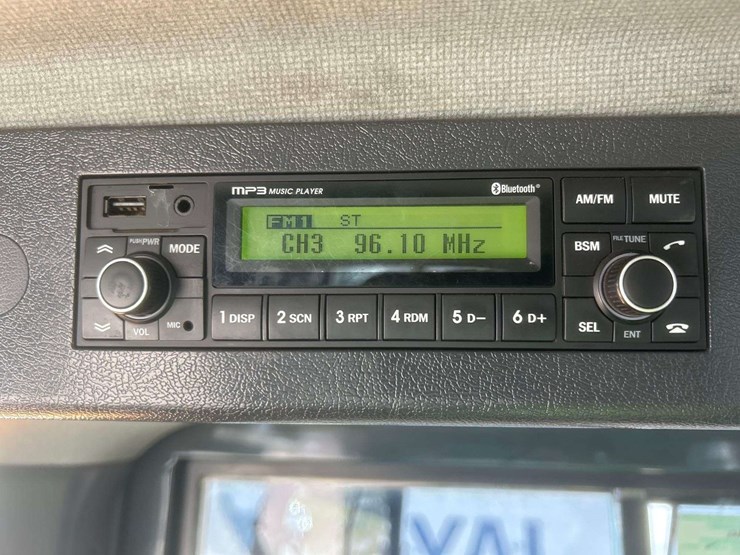 MP3 MUSIC PLAYER
Bluetooth®
FM1 ST
CH3 96.10 MHz
PUSH PWR
MODE
VOL
MIC
1 DISP
2 SCN
3 RPT
4 RDM
5 D−
6 D+
AM/FM
MUTE
BSM
FILE TUNE
SEL
ENT